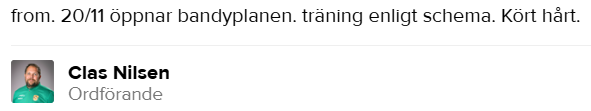 from. 20/11 öppnar bandyplanen. träning enligt schema. Kört hårt.
Clas Nilsen
Ordförande